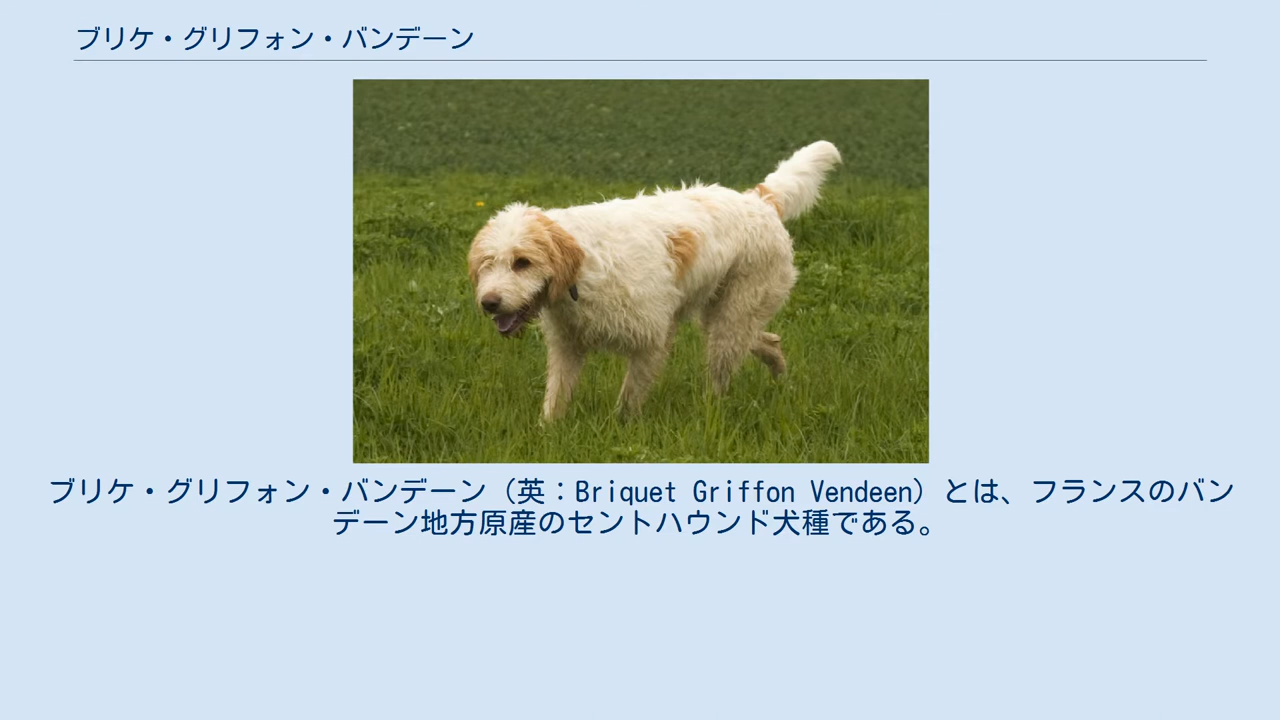 ブリケ・グリフォン・バンデーン
ブリケ・グリフォン・バンデーン（英：Briquet Griffon Vendeen）とは、フランスのバン
デーン地方原産のセントハウンド犬種である。